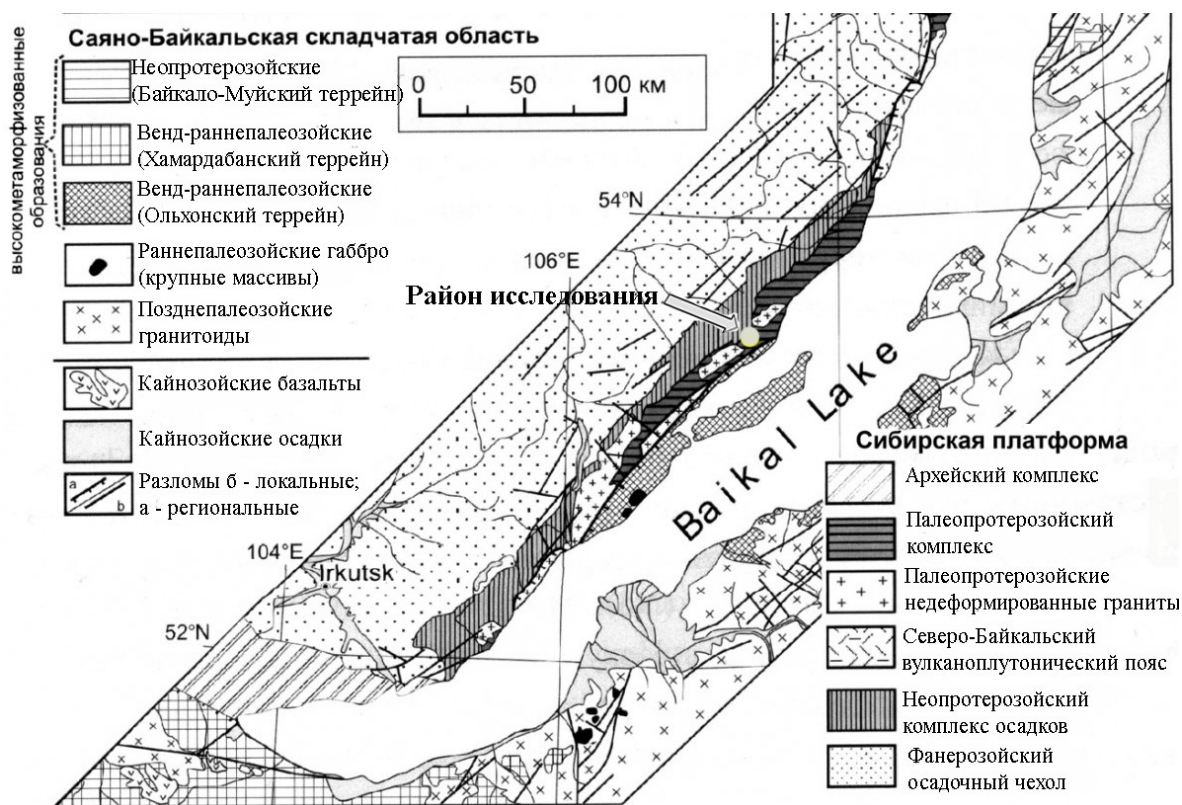 Саяно-Байкальская складчатая область
высокометаморфизованные
образования
Неопротерозойские
(Байкало-Муйский террейн)
Венд-раннепалеозойские
(Хамардабанский террейн)
Венд-раннепалеозойские
(Ольхонский террейн)
Раннепалеозойские габбро
(крупные массивы)
Позднепалеозойские
гранитоиды
Кайнозойские базальты
Кайнозойские осадки
a
b
Разломы б - локальные;
а - региональные
0 50 100 км
54°N
106°E
Район исследования
104°E
Irkutsk
52°N
Baikal Lake
Сибирская платформа
Архейский комплекс
Палеопротерозойский
комплекс
Палеопротерозойские
недеформированные граниты
Северо-Байкальский
вулканоплутонический пояс
Неопротерозойский
комплекс осадков
Фанерозойский
осадочный чехол